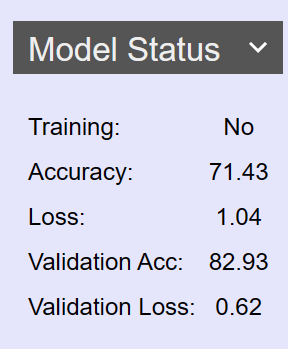 Model Status
Training: No
Accuracy: 71.43
Loss: 1.04
Validation Acc: 82.93
Validation Loss: 0.62